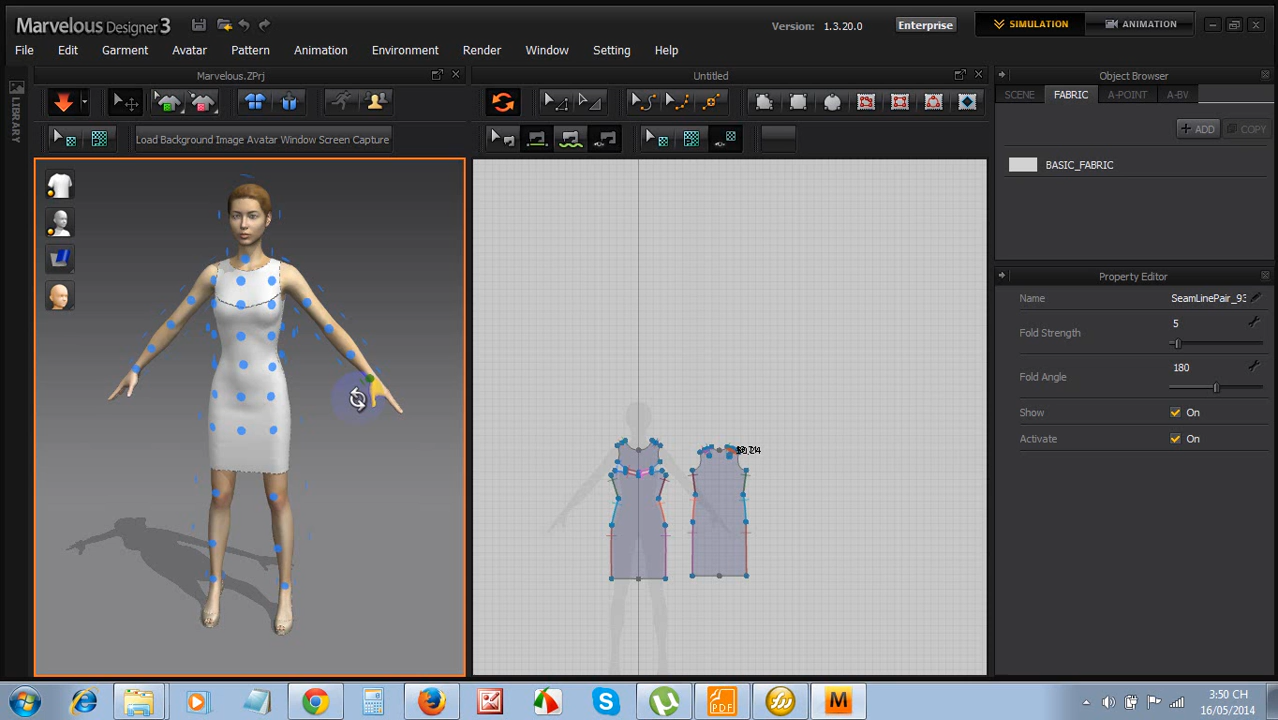 Marvelous Designer 3
Version: 1.3.20.0
Enterprise
SIMULATION
ANIMATION
File Edit Garment Avatar Pattern Animation Environment Render Window Setting Help
Marvelous.ZPrj
Untitled
Object Browser
LIBRARY
SCENE FABRIC A-POINT A-BV
Load Background Image Avatar Window Screen Capture
ADD COPY
BASIC_FABRIC
Property Editor
Name SeamLinePair_93
Fold Strength 5
Fold Angle 180
Show On
Activate On
3:50 CH
16/05/2014
PDF
M